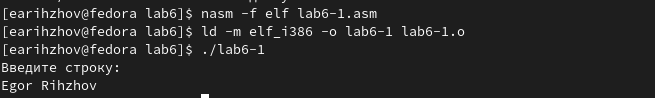 [earihzhov@fedora lab6]$ nasm -f elf lab6-1.asm
[earihzhov@fedora lab6]$ ld -m elf_i386 -o lab6-1 lab6-1.o
[earihzhov@fedora lab6]$ ./lab6-1
Введите строку:
Egor Rihzhov